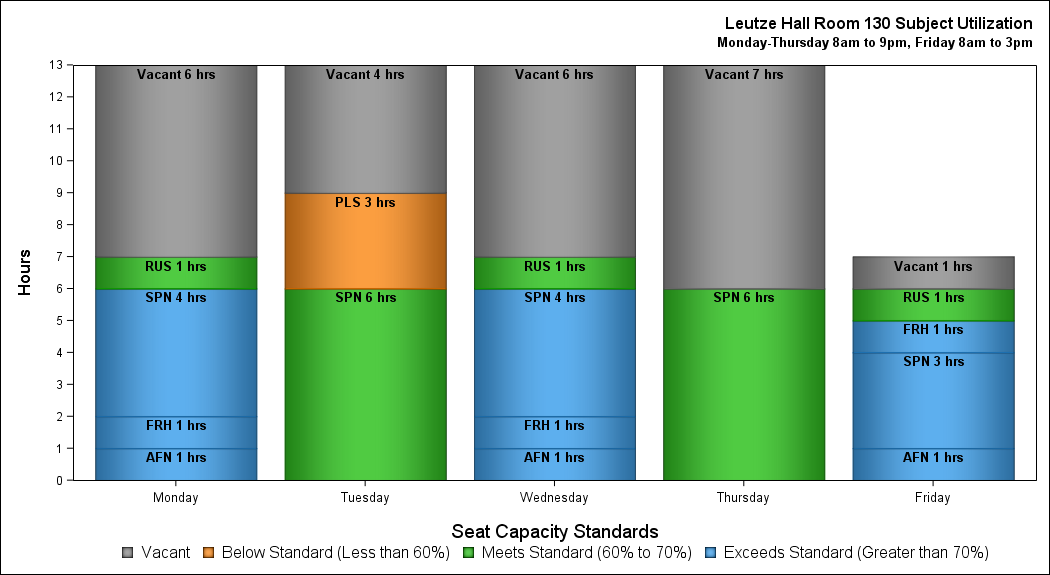 Leutze Hall Room 130 Subject Utilization
Monday-Thursday 8am to 9pm, Friday 8am to 3pm
Hours
13
12
11
10
9
8
7
6
5
4
3
2
1
0
Vacant 6 hrs
RUS 1 hrs
SPN 4 hrs
FRH 1 hrs
AFN 1 hrs
Vacant 4 hrs
PLS 3 hrs
SPN 6 hrs
Vacant 6 hrs
RUS 1 hrs
SPN 4 hrs
FRH 1 hrs
AFN 1 hrs
Vacant 7 hrs
SPN 6 hrs
Vacant 1 hrs
RUS 1 hrs
FRH 1 hrs
SPN 3 hrs
AFN 1 hrs
Monday Tuesday Wednesday Thursday Friday
Seat Capacity Standards
Vacant Below Standard (Less than 60%) Meets Standard (60% to 70%) Exceeds Standard (Greater than 70%)